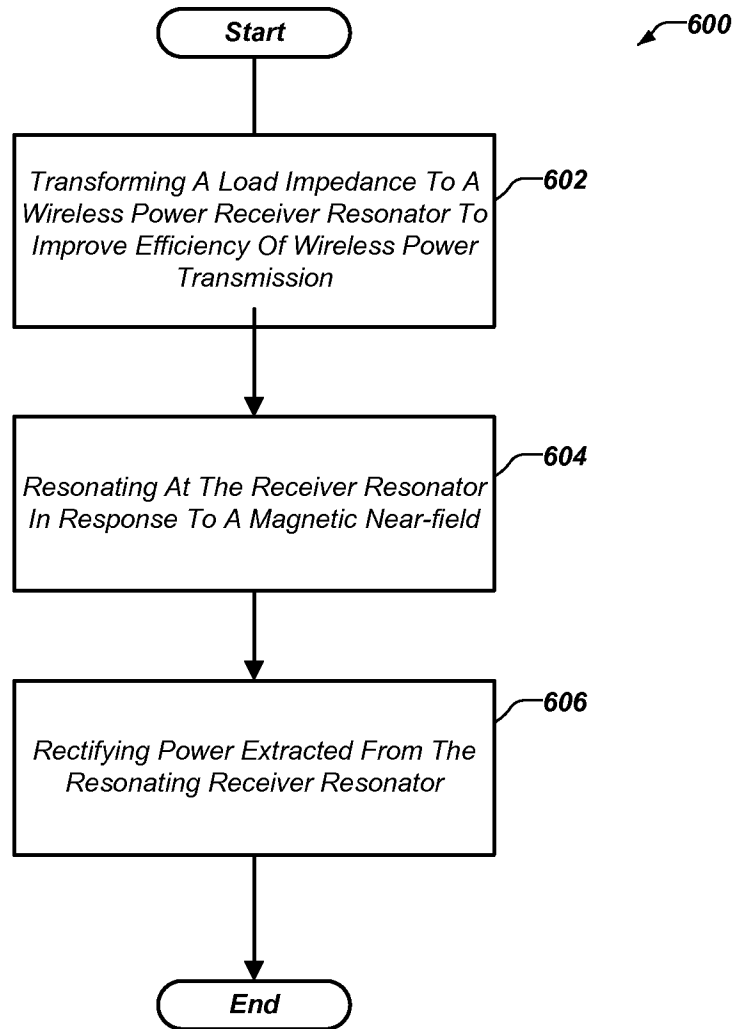 Start
600
Transforming A Load Impedance To A
Wireless Power Receiver Resonator To
Improve Efficiency Of Wireless Power
Transmission
602
Resonating At The Receiver Resonator
In Response To A Magnetic Near-field
604
Rectifying Power Extracted From The
Resonating Receiver Resonator
606
End